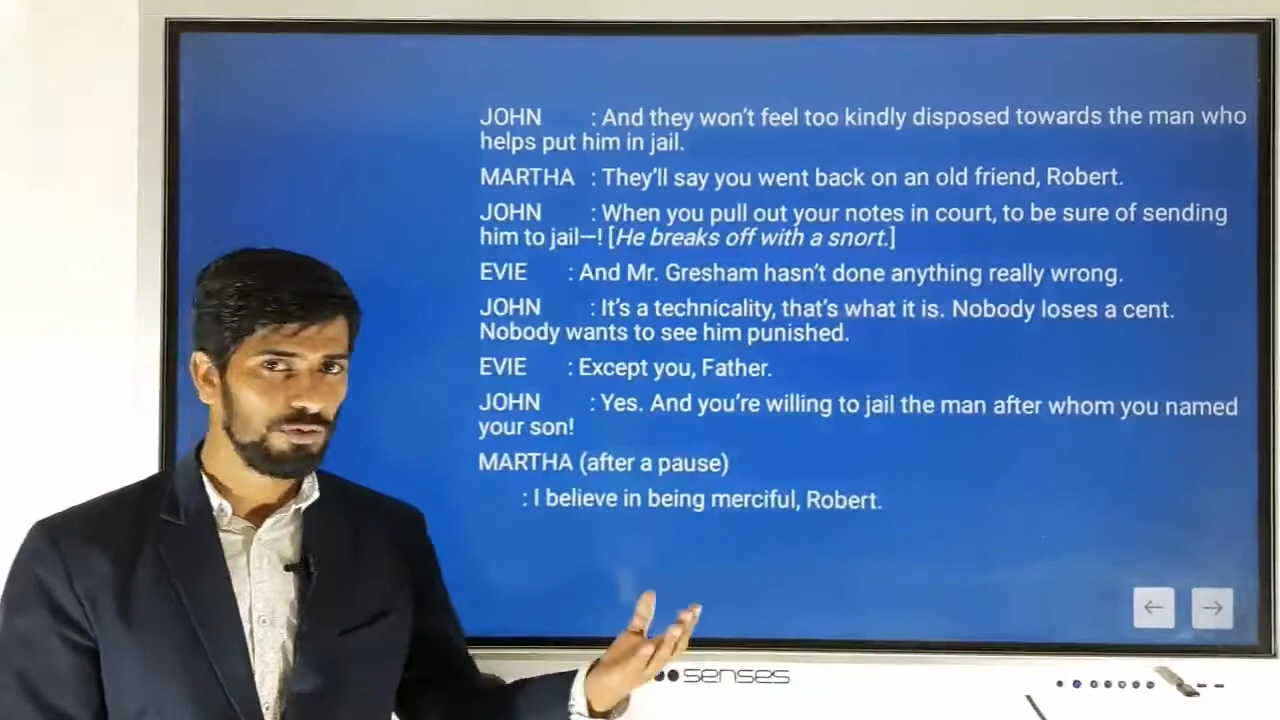 JOHN : And they won't feel too kindly disposed towards the man who
helps put him in jail.
MARTHA : They'll say you went back on an old friend, Robert.
JOHN : When you pull out your notes in court, to be sure of sending
him to jail—! [He breaks off with a snort.]
EVIE : And Mr. Gresham hasn't done anything really wrong.
JOHN : It's a technicality, that's what it is. Nobody loses a cent.
Nobody wants to see him punished.
EVIE : Except you, Father.
JOHN : Yes. And you're willing to jail the man after whom you named
your son!
MARTHA (after a pause)
: I believe in being merciful, Robert.
senses